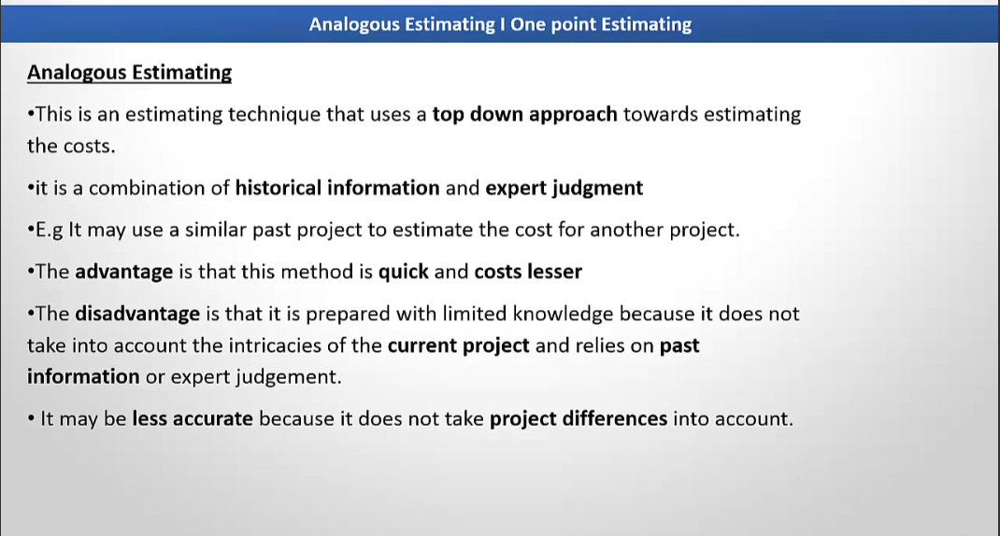 Analogous Estimating I One point Estimating
Analogous Estimating
•This is an estimating technique that uses a top down approach towards estimating
the costs.
•it is a combination of historical information and expert judgment
•E.g It may use a similar past project to estimate the cost for another project.
•The advantage is that this method is quick and costs lesser
•The disadvantage is that it is prepared with limited knowledge because it does not
take into account the intricacies of the current project and relies on past
information or expert judgement.
• It may be less accurate because it does not take project differences into account.